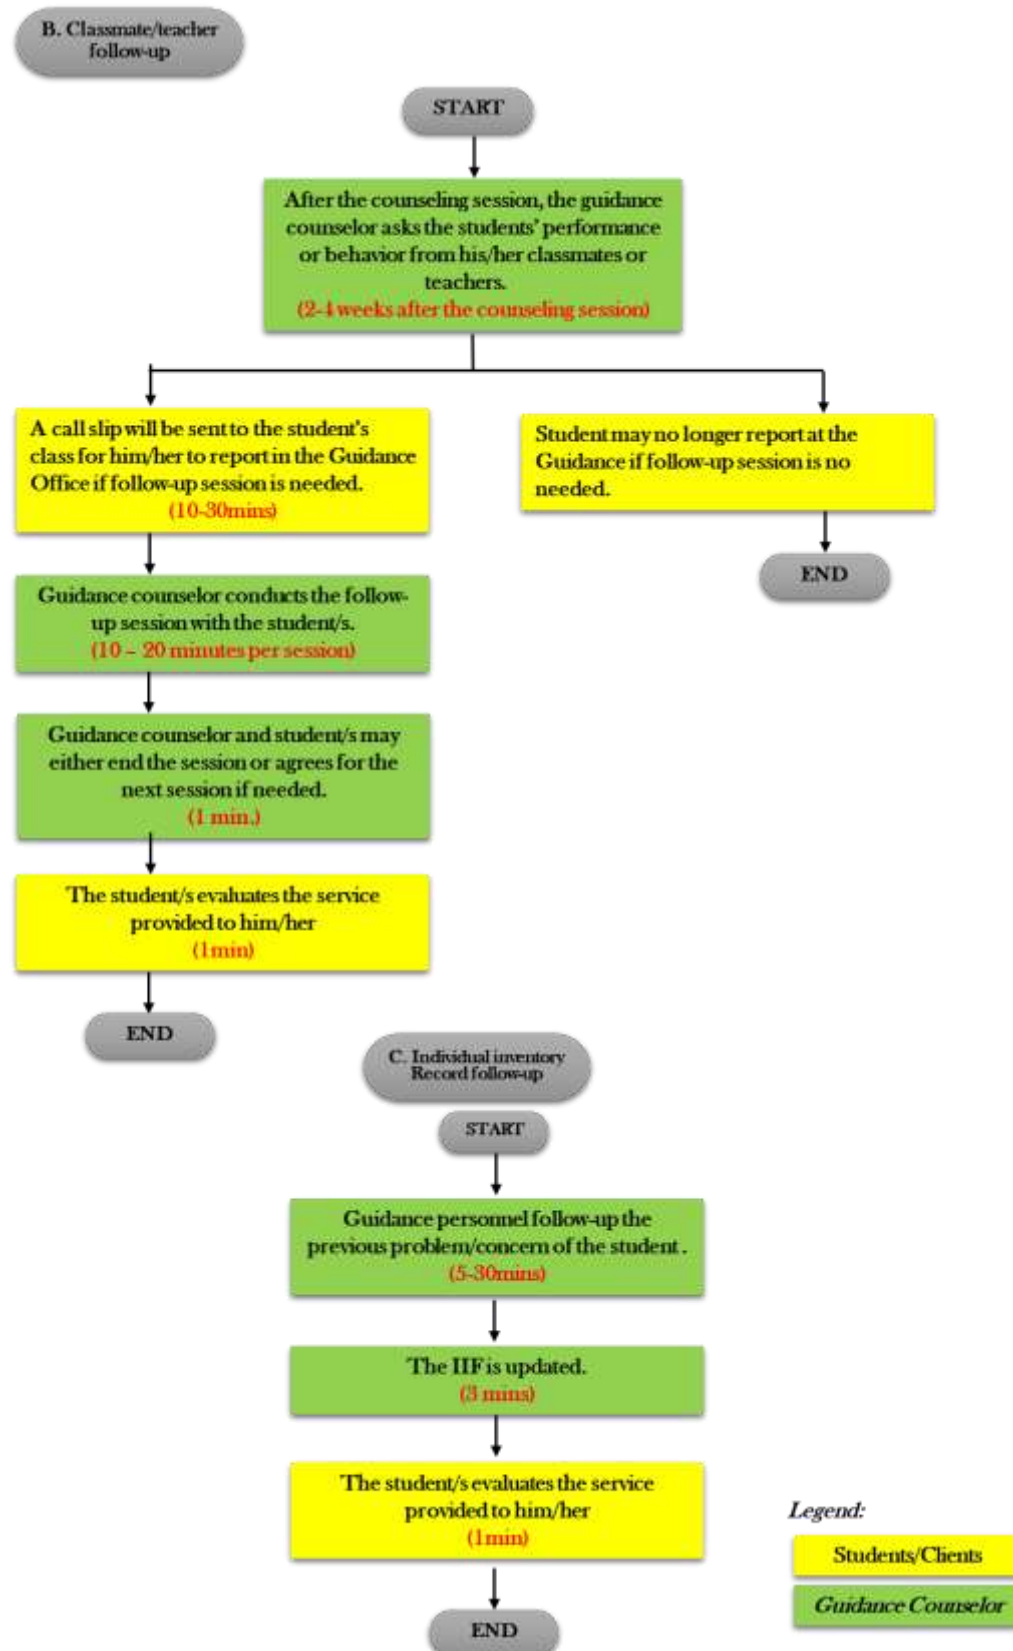 B. Classmate/teacher
follow-up
START
After the counseling session, the guidance
counselor asks the students' performance
or behavior from his/her classmates or
teachers.
(2-4 weeks after the counseling session)
A call slip will be sent to the student's
class for him/her to report in the Guidance
Office if follow-up session is needed.
(10-30mins)
Student may no longer report at the
Guidance if follow-up session is no
needed.
END
Guidance counselor conducts the follow-
up session with the student/s.
(10 – 20 minutes per session)
Guidance counselor and student/s may
either end the session or agrees for the
next session if needed.
(1 min.)
The student/s evaluates the service
provided to him/her
(1min)
END
C. Individual inventory
Record follow-up
START
Guidance personnel follow-up the
previous problem/concern of the student .
(5-30mins)
The IIF is updated.
(3 mins)
The student/s evaluates the service
provided to him/her
(1min)
END
Legend:
Students/Clients
Guidance Counselor